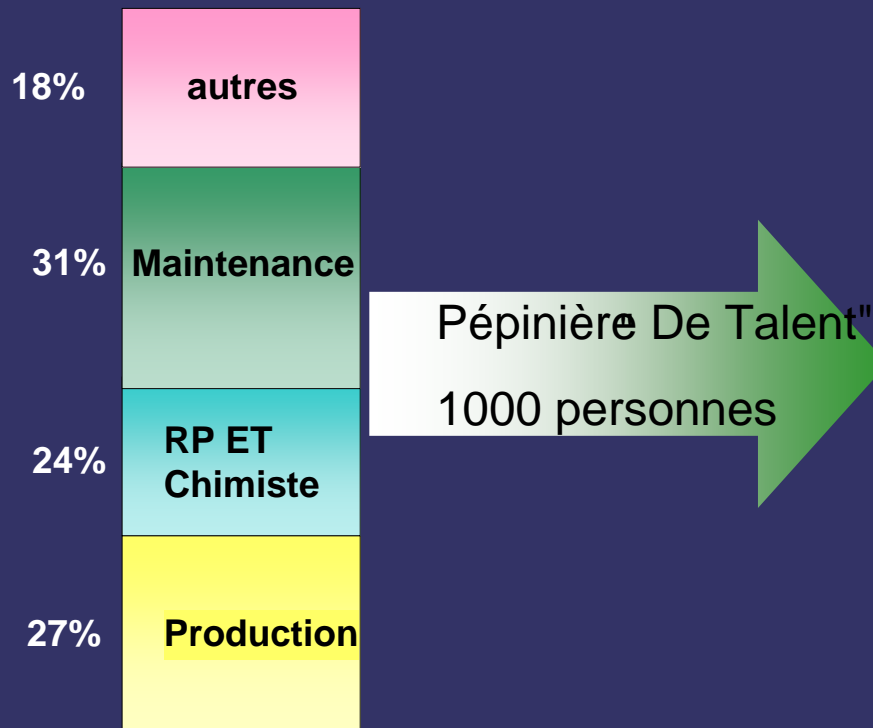 18% autres
31% Maintenance
Pépinière De Talent"
1000 personnes
24% RP ET
Chimiste
27% Production